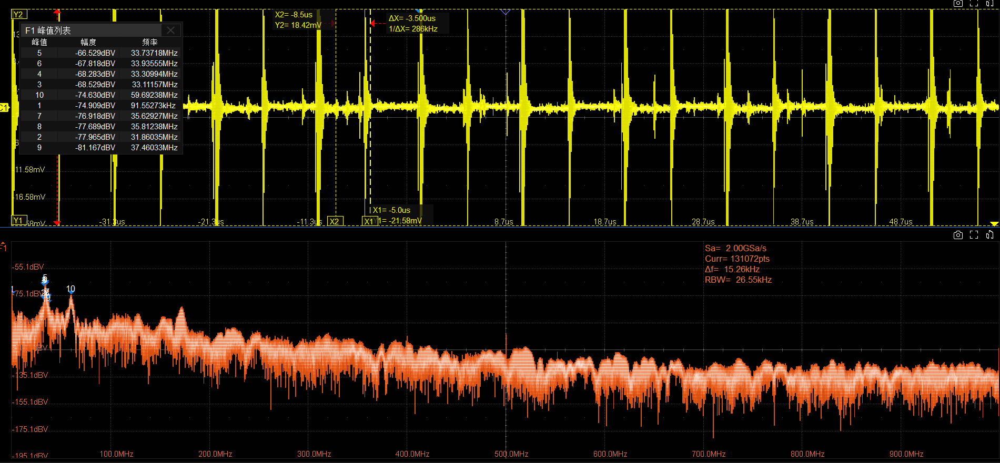 Y2
X2= -8.5us
Y2= 18.42mV
ΔX= -3.500us
1/ΔX= 286kHz
F1 峰值列表
峰值 幅度 频率
5 -66.529dBV 33.73718MHz
6 -67.818dBV 33.93555MHz
4 -68.283dBV 33.30994MHz
3 -68.529dBV 33.11157MHz
10 -74.630dBV 59.69238MHz
1 -74.909dBV 91.55273kHz
7 -76.918dBV 35.62927MHz
8 -77.689dBV 35.81238MHz
2 -77.965dBV 31.86035MHz
9 -81.167dBV 37.46033MHz
C1
-11.58mV
-16.58mV
X1= -5.0us
1= -21.58mV
Y1
-31.3us -21.3us -11.3us X2 X1 8.7us 18.7us 28.7us 38.7us 48.7us
F1
Sa= 2.00GSa/s
Curr= 131072pts
Δf= 15.26kHz
RBW= 26.55kHz
-55.1dBV
5
10
-75.1dBV
-135.1dBV
-155.1dBV
-175.1dBV
-195.1dBV
100.0MHz 200.0MHz 300.0MHz 400.0MHz 500.0MHz 600.0MHz 700.0MHz 800.0MHz 900.0MHz